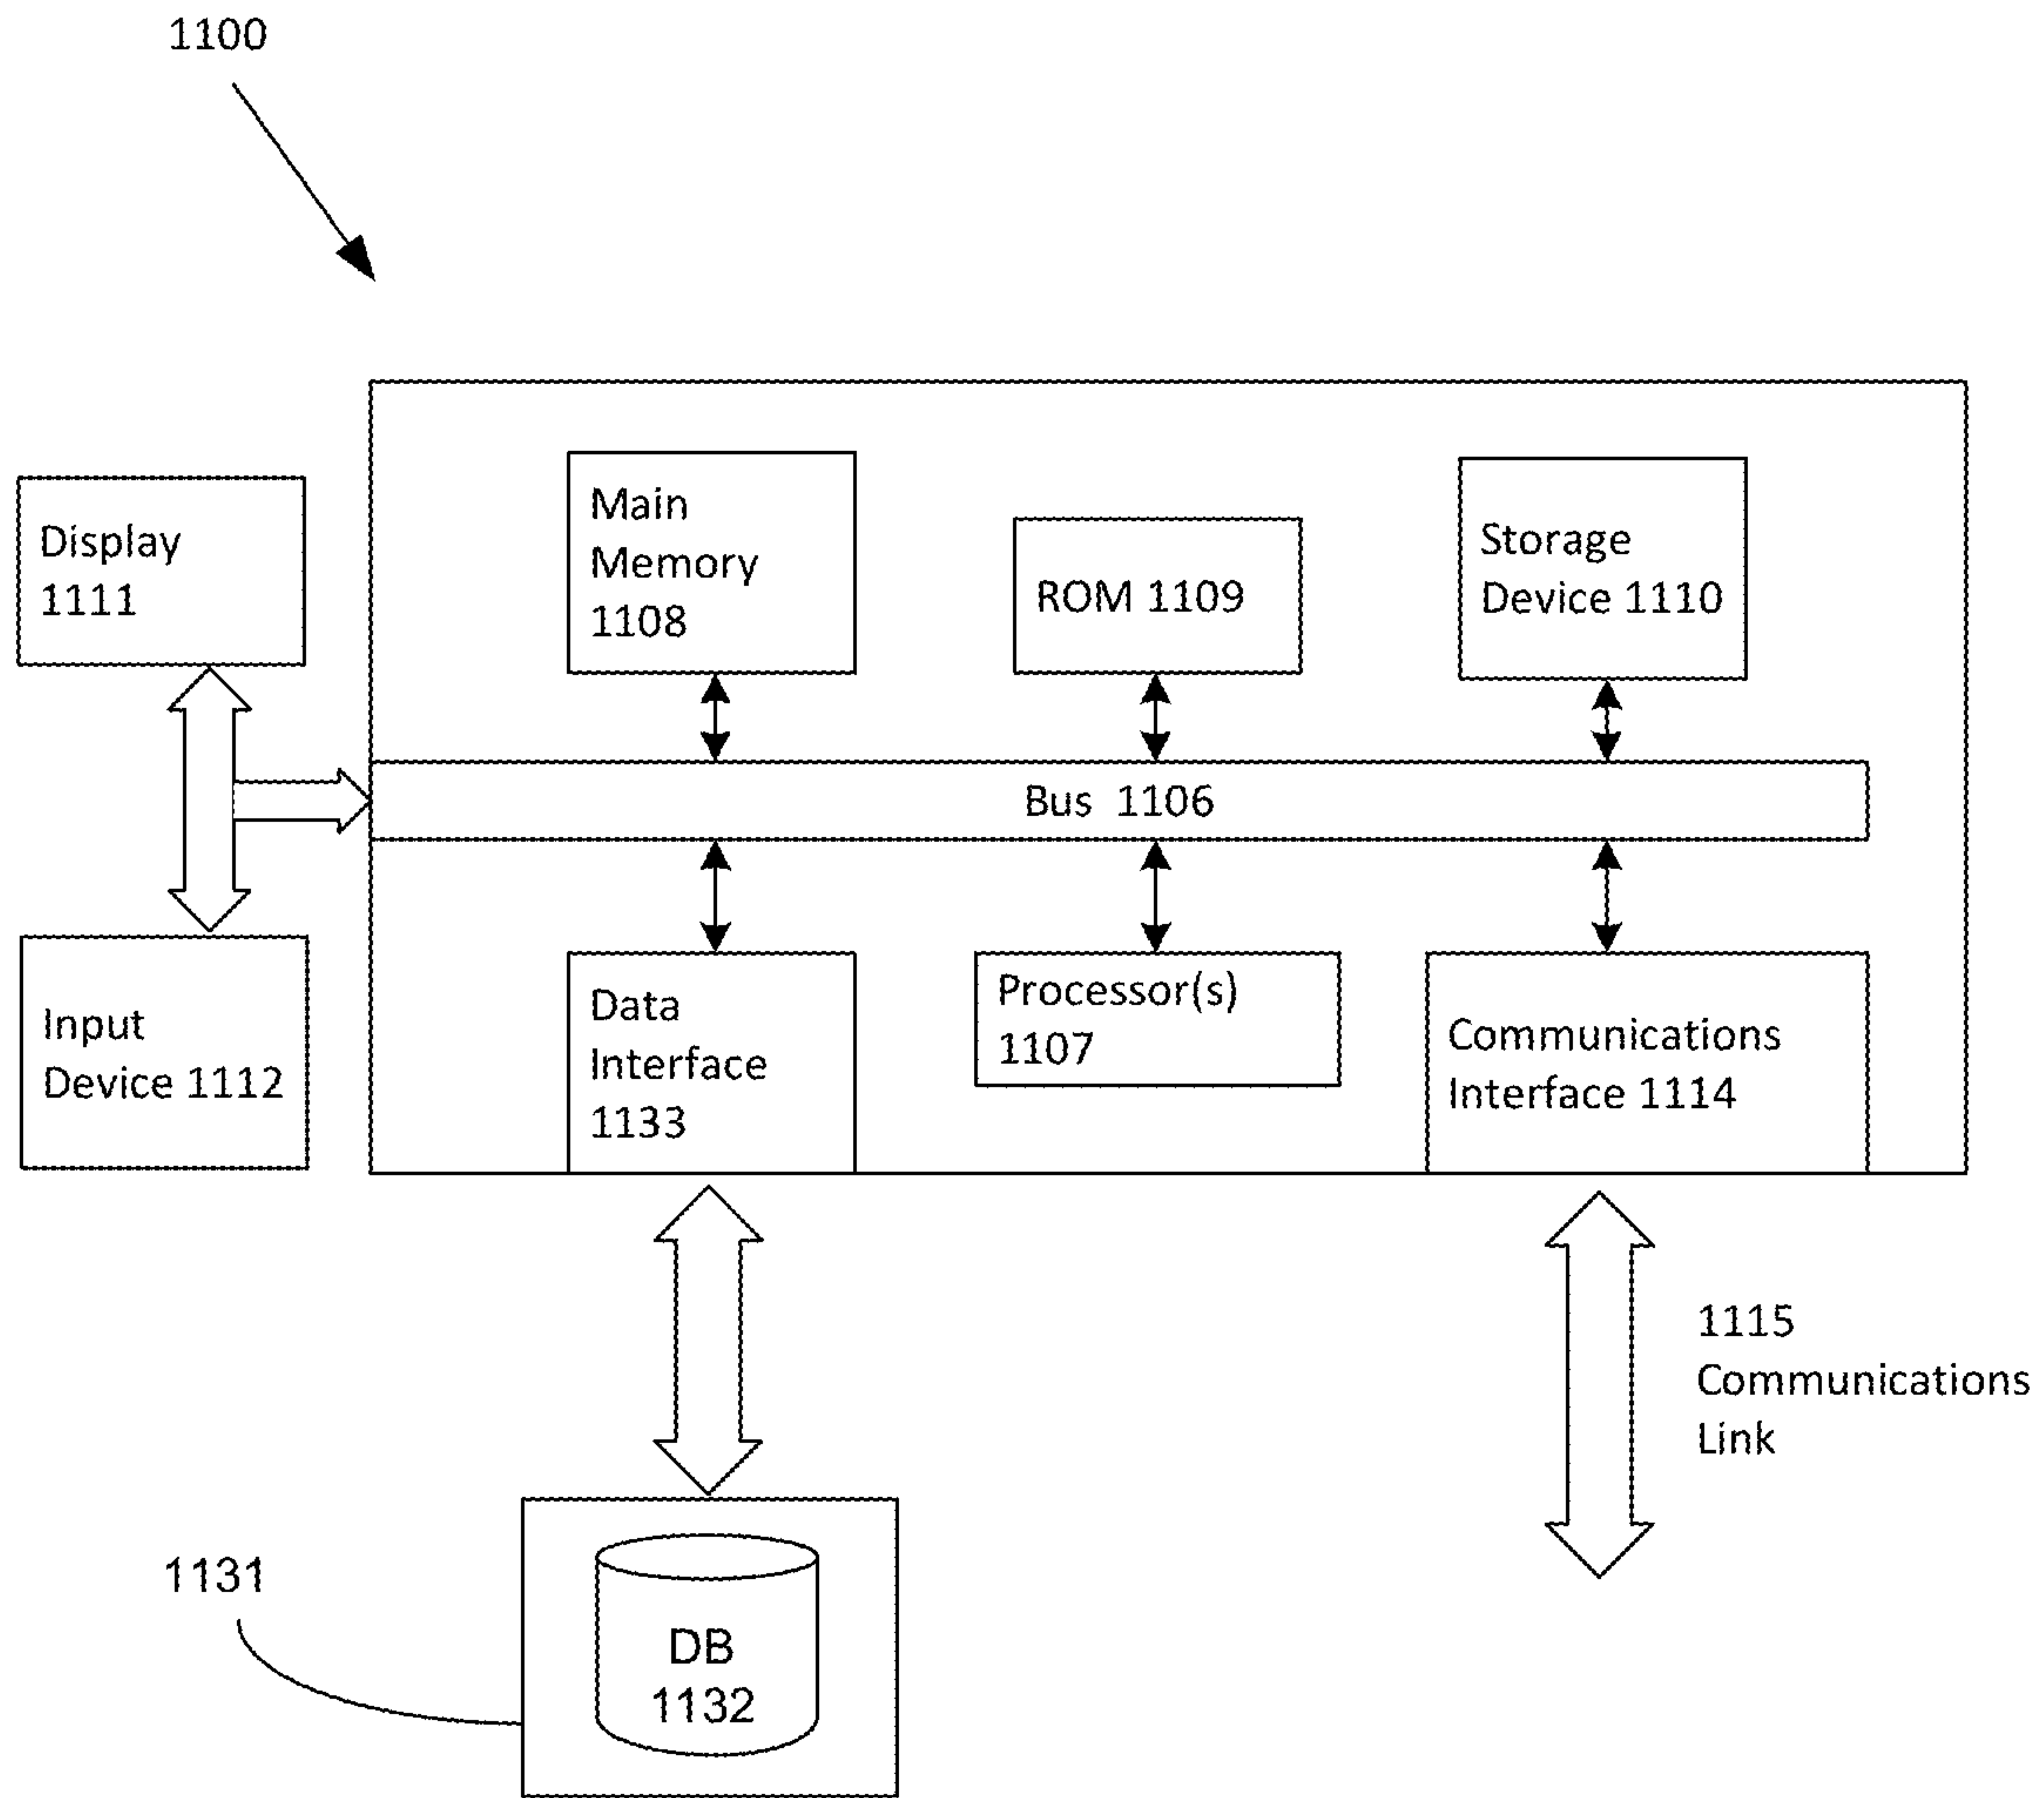 1100
Display
1111
Main
Memory
1108
ROM 1109
Storage
Device 1110
Bus 1106
Input
Device 1112
Data
Interface
1133
Processor(s)
1107
Communications
Interface 1114
1115
Communications
Link
1131
DB
1132